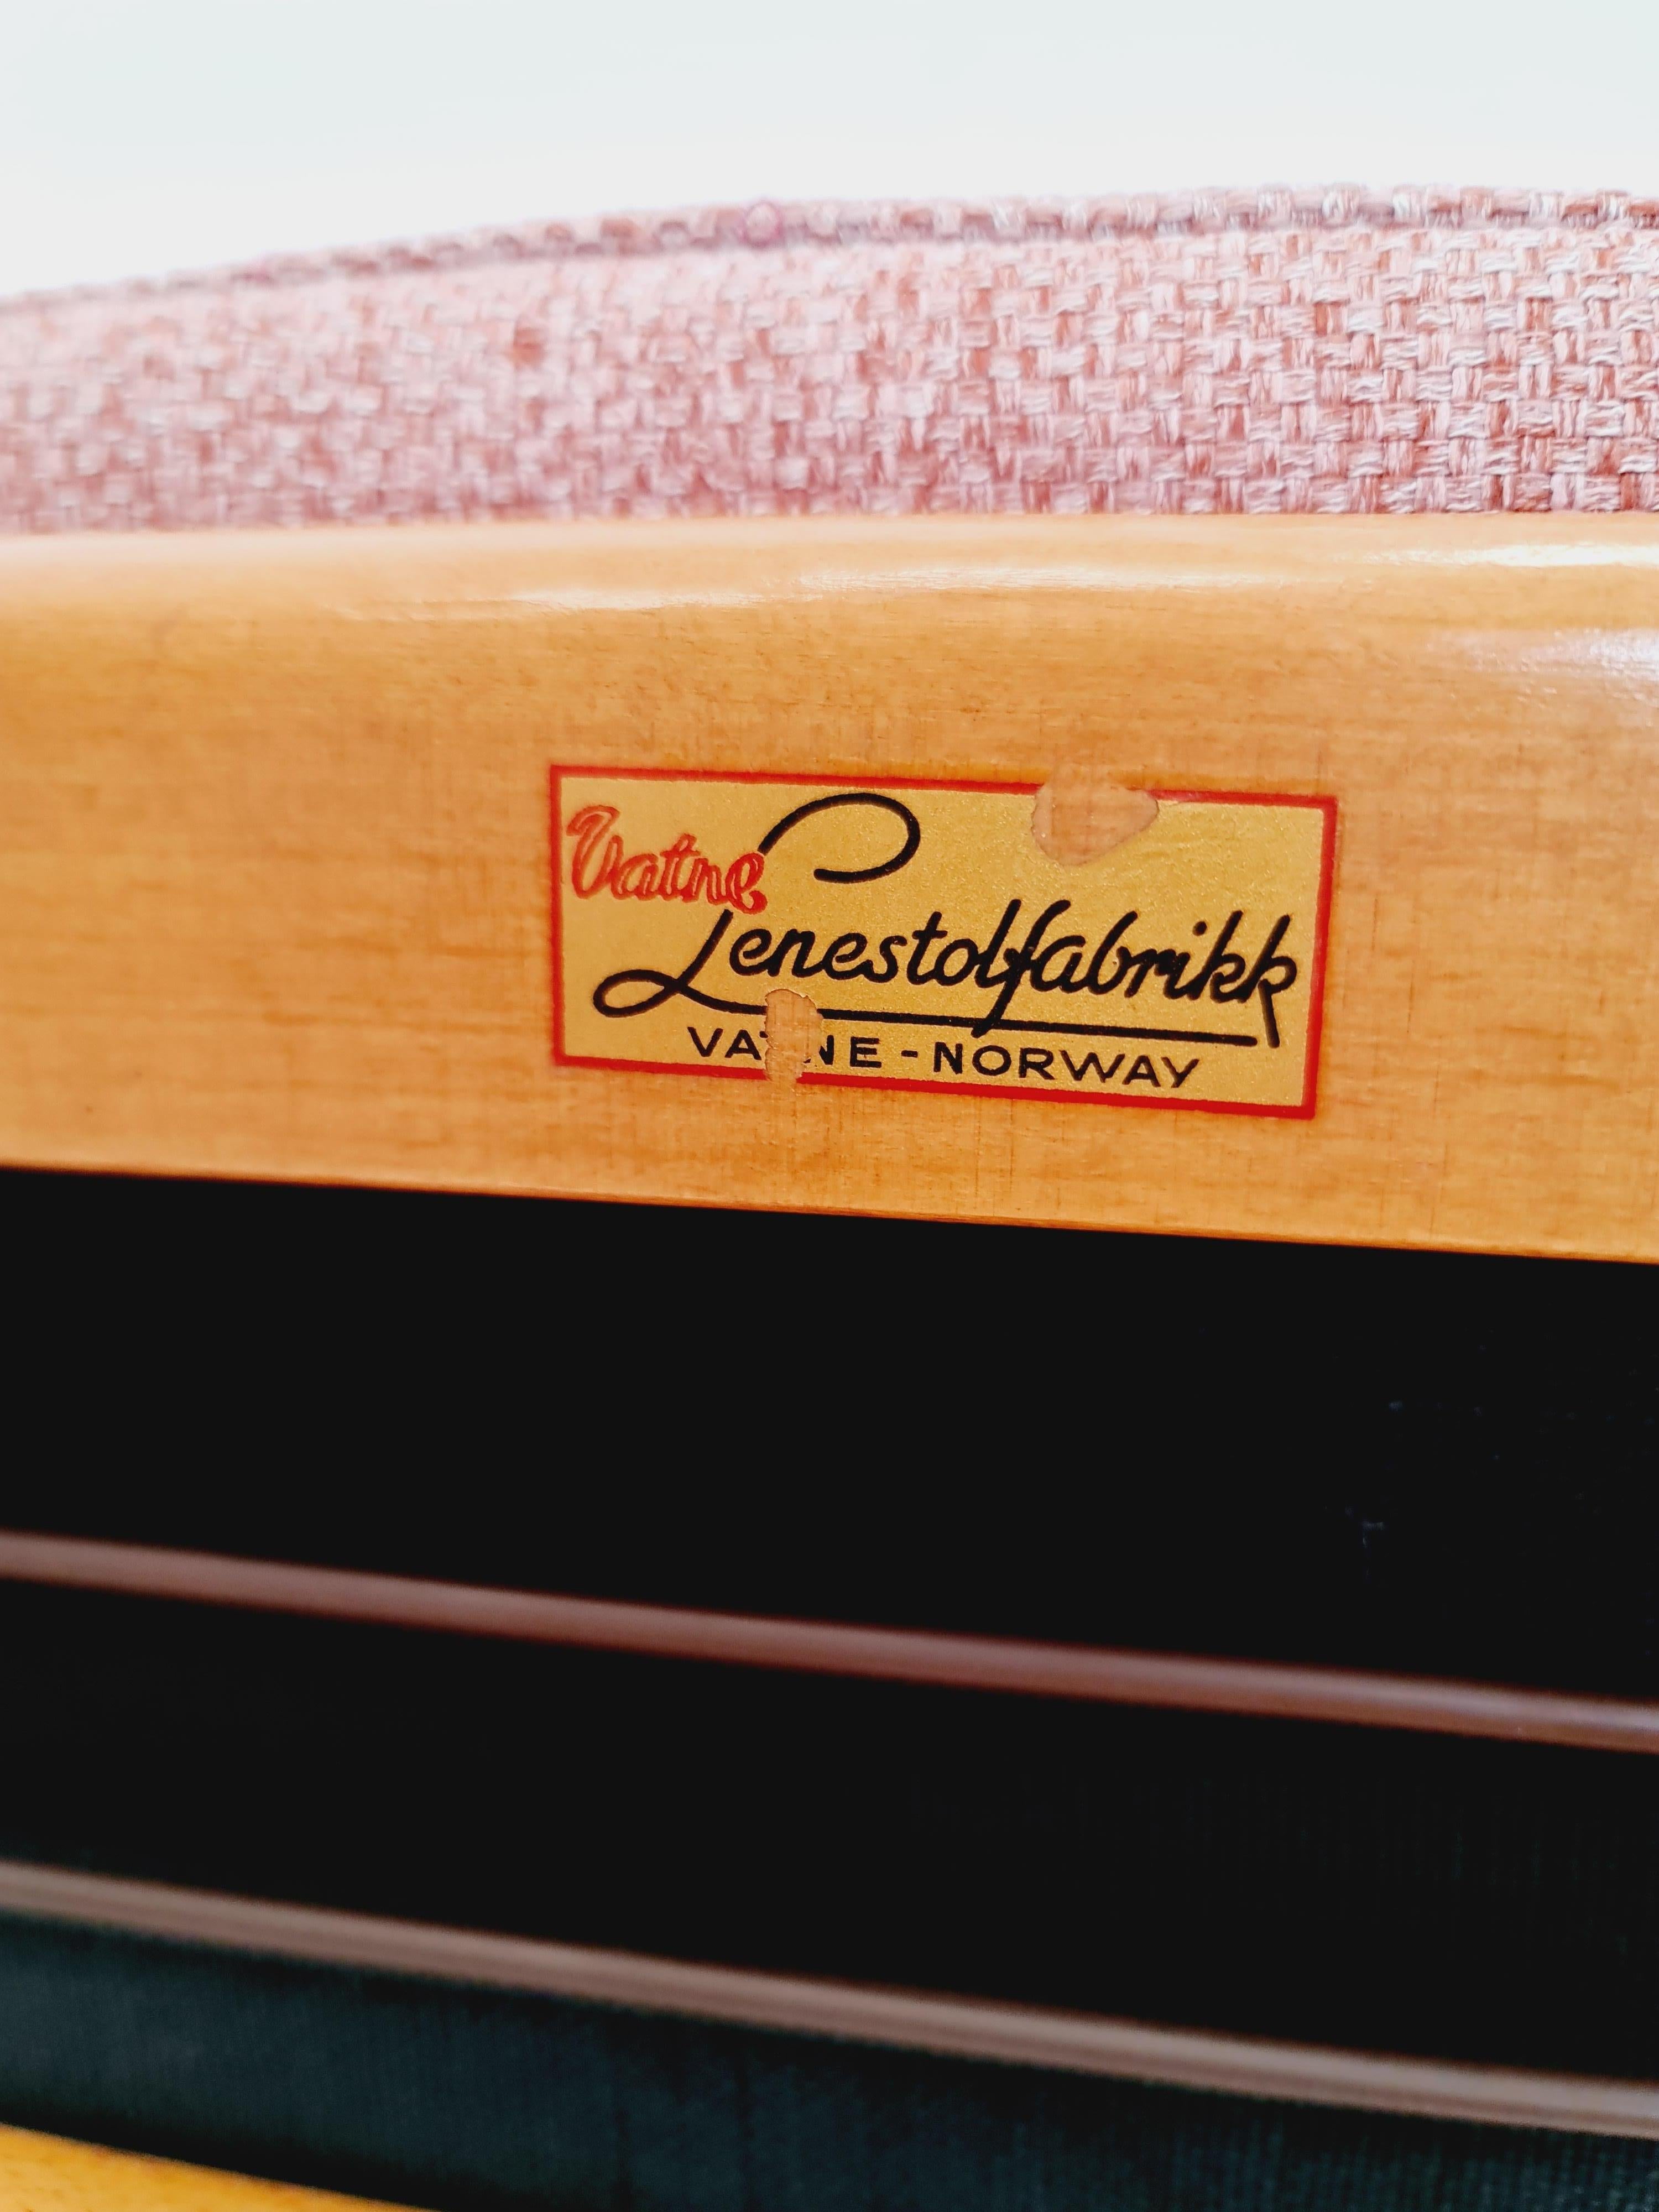 Vatne
Lenestolfabrikk
VATNE - NORWAY